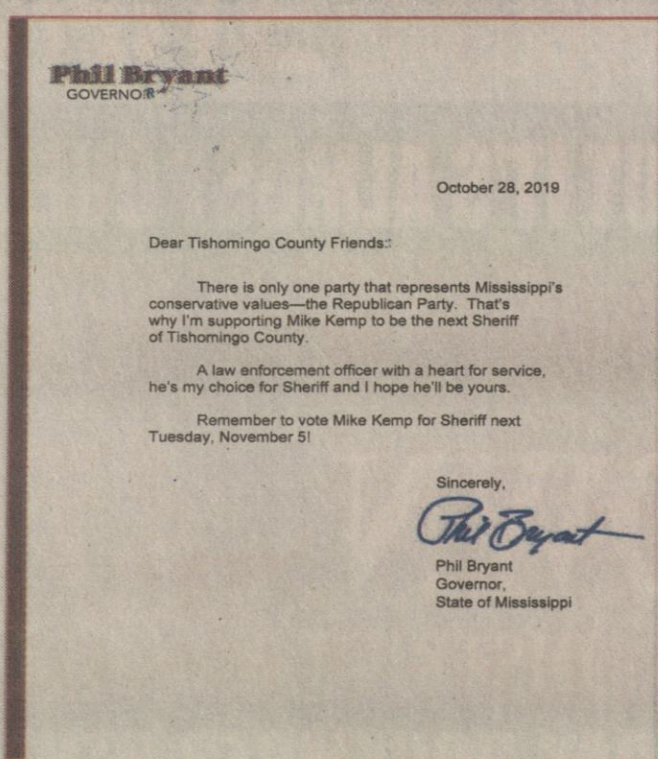 Phil Bryant
GOVERNOR
October 28, 2019
Dear Tishomingo County Friends:
There is only one party that represents Mississippi's
conservative values—the Republican Party. That's
why I'm supporting Mike Kemp to be the next Sheriff
of Tishomingo County.
A law enforcement officer with a heart for service,
he's my choice for Sheriff and I hope he'll be yours.
Remember to vote Mike Kemp for Sheriff next
Tuesday, November 5!
Sincerely,
Phil Bryant
Phil Bryant
Governor,
State of Mississippi